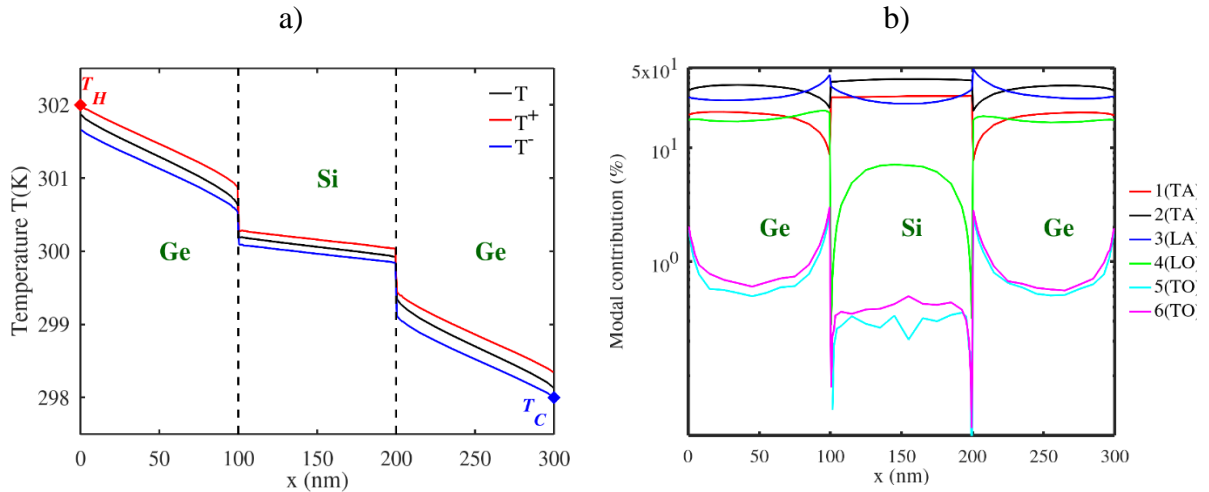 a)
b)
Temperature T(K)
302
301
300
299
298
T H
T C
T
T+
T-
Ge
Si
Ge
0
50
100
150
200
250
300
x (nm)
Modal contribution (%)
5x10¹
10¹
10⁰
Ge
Si
Ge
1(TA)
2(TA)
3(LA)
4(LO)
5(TO)
6(TO)
0
50
100
150
200
250
300
x (nm)